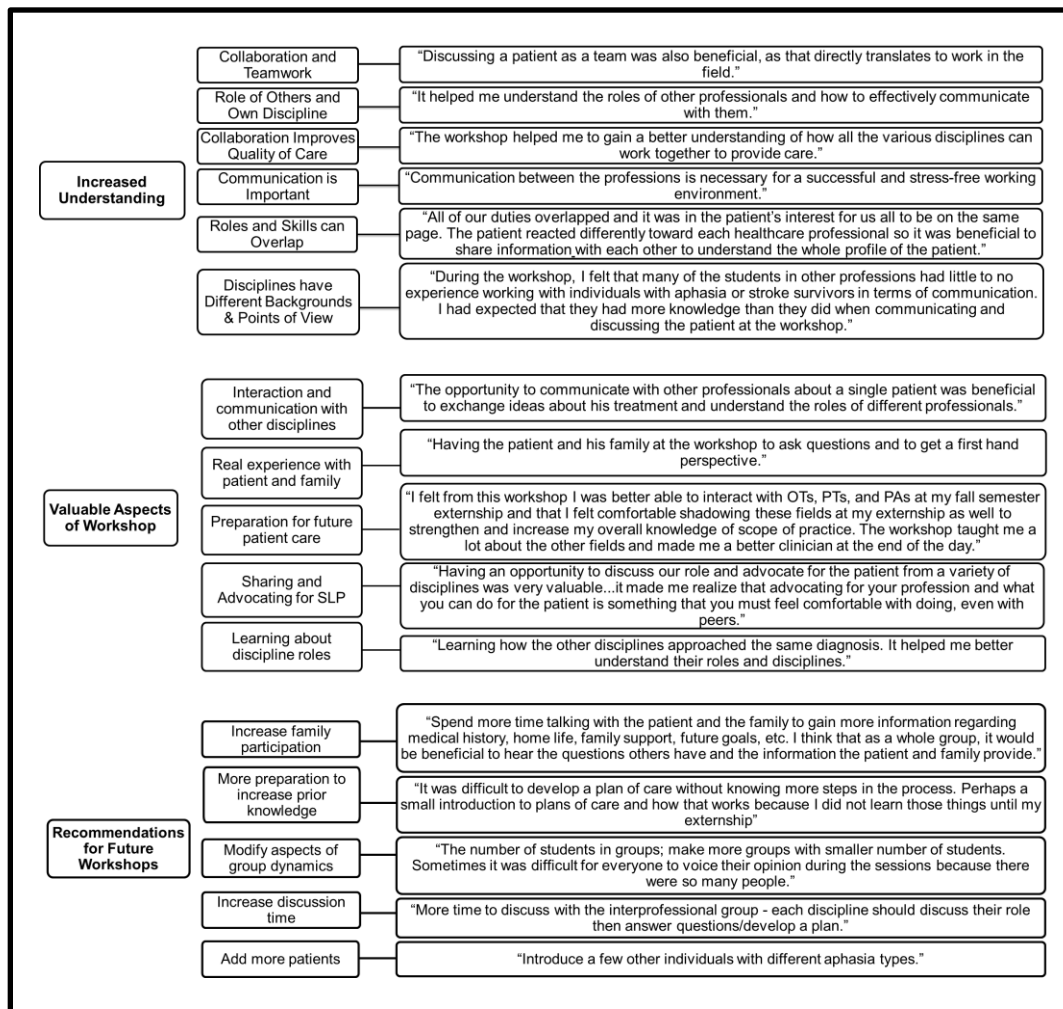 Increased
Understanding
Collaboration and
Teamwork
“Discussing a patient as a team was also beneficial, as that directly translates to work in the
field.”
Role of Others and
Own Discipline
“It helped me understand the roles of other professionals and how to effectively communicate
with them.”
Collaboration Improves
Quality of Care
“The workshop helped me to gain a better understanding of how all the various disciplines can
work together to provide care.”
Communication is
Important
“Communication between the professions is necessary for a successful and stress-free working
environment.”
Roles and Skills can
Overlap
“All of our duties overlapped and it was in the patient’s interest for us all to be on the same
page. The patient reacted differently toward each healthcare professional so it was beneficial to
share information with each other to understand the whole profile of the patient.”
Disciplines have
Different Backgrounds
& Points of View
“During the workshop, I felt that many of the students in other professions had little to no
experience working with individuals with aphasia or stroke survivors in terms of communication.
I had expected that they had more knowledge than they did when communicating and
discussing the patient at the workshop.”
Valuable Aspects
of Workshop
Interaction and
communication with
other disciplines
“The opportunity to communicate with other professionals about a single patient was beneficial
to exchange ideas about his treatment and understand the roles of different professionals.”
Real experience with
patient and family
“Having the patient and his family at the workshop to ask questions and to get a first hand
perspective.”
Preparation for future
patient care
“I felt from this workshop I was better able to interact with OTs, PTs, and PAs at my fall semester
externship and that I felt comfortable shadowing these fields at my externship as well to
strengthen and increase my overall knowledge of scope of practice. The workshop taught me a
lot about the other fields and made me a better clinician at the end of the day.”
Sharing and
Advocating for SLP
“Having an opportunity to discuss our role and advocate for the patient from a variety of
disciplines was very valuable...it made me realize that advocating for your profession and what
you can do for the patient is something that you must feel comfortable with doing, even with
peers.”
Learning about
discipline roles
“Learning how the other disciplines approached the same diagnosis. It helped me better
understand their roles and disciplines.”
Recommendations
for Future
Workshops
Increase family
participation
“Spend more time talking with the patient and the family to gain more information regarding
medical history, home life, family support, future goals, etc. I think that as a whole group, it would
be beneficial to hear the questions others have and the information the patient and family provide.”
More preparation to
increase prior
knowledge
“It was difficult to develop a plan of care without knowing more steps in the process. Perhaps a
small introduction to plans of care and how that works because I did not learn those things until my
externship”
Modify aspects of
group dynamics
“The number of students in groups; make more groups with smaller number of students.
Sometimes it was difficult for everyone to voice their opinion during the sessions because there
were so many people.”
Increase discussion
time
“More time to discuss with the interprofessional group - each discipline should discuss their role
then answer questions/develop a plan.”
Add more patients
“Introduce a few other individuals with different aphasia types.”